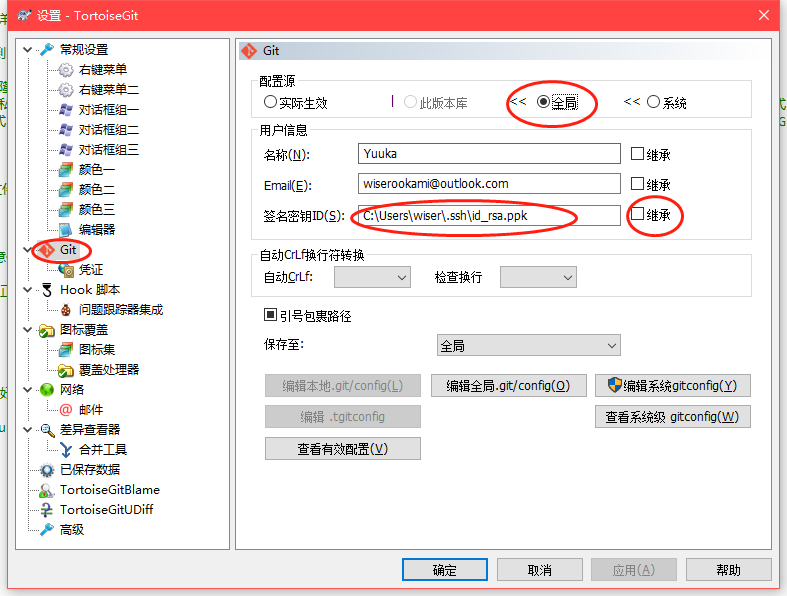 设置 - TortoiseGit
常规设置
右键菜单
右键菜单二
对话框组一
对话框组二
对话框组三
颜色一
颜色二
颜色三
编辑器
Git
凭证
Hook 脚本
问题跟踪器集成
图标覆盖
图标集
覆盖处理器
网络
邮件
差异查看器
合并工具
已保存数据
TortoiseGitBlame
TortoiseGitUDiff
高级
Git
配置源
实际生效 | 此版本库 << 全局 << 系统
用户信息
名称(N): Yuuka 继承
Email(E): wiserookami@outlook.com 继承
签名密钥ID(S): C:\Users\wiser\.ssh\id_rsa.ppk 继承
自动CrLf换行符转换
自动CrLf: 检查换行
引号包裹路径
保存至: 全局
编辑本地.git/config(L) 编辑全局.git/config(O) 编辑系统gitconfig(Y)
编辑 .tgitconfig 查看系统级 gitconfig(W)
查看有效配置(V)
确定 取消 应用(A) 帮助